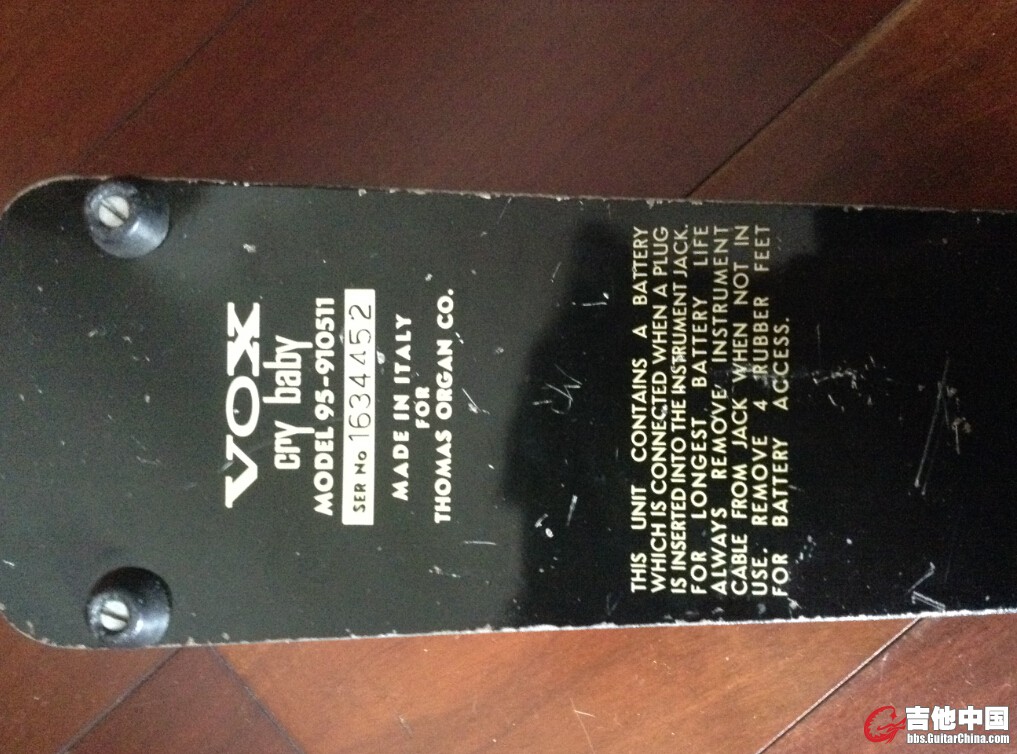 VOX
cry baby
MODEL 95-910511
SER No 1634452
MADE IN ITALY
FOR
THOMAS ORGAN CO.
THIS UNIT CONTAINS A BATTERY
WHICH IS CONNECTED WHEN A PLUG
IS INSERTED INTO THE INSTRUMENT JACK.
FOR LONGEST BATTERY LIFE
ALWAYS REMOVE INSTRUMENT
CABLE FROM JACK WHEN NOT IN
USE. REMOVE 4 RUBBER FEET
FOR BATTERY ACCESS.
吉他中国
bbs.GuitarChina.com